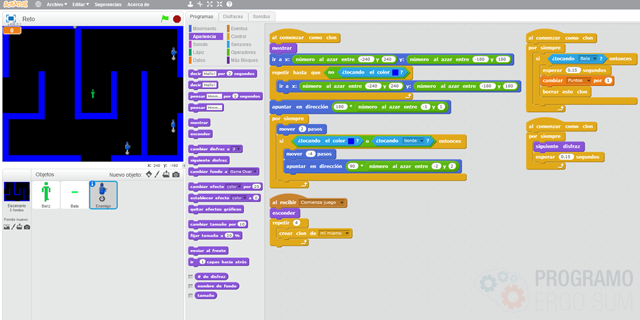 Archivo Editar Sugerencias Acerca de
Reto
Programas Disfraces Sonidos
Movimiento Eventos
Apariencia Control
Sonido Sensores
Lápiz Operadores
Datos Más Bloques
decir por 2 segundos
decir
pensar por 2 segundos
pensar
mostrar
esconder
cambiar disfraz a
siguiente disfraz
cambiar fondo a Game Over
cambiar efecto color por 25
establecer efecto color a 0
quitar efectos gráficos
cambiar tamaño por 10
fijar tamaño a %
enviar al frente
ir 1 capas hacia atrás
# de disfraz
nombre de fondo
tamaño
X: 240 Y: -180
Objetos Nuevo objeto:
Escenario
Fondo nuevo
Bala
Enemigo
al comenzar como clon
mostrar
ir a x: número al azar entre -240 y 240 y: número al azar entre -180 y 180
repetir hasta que no ¿tocando el color ?
ir a x: número al azar entre -240 y 240 y: número al azar entre -180 y 180
apuntar en dirección 180 * número al azar entre -1 y 1
por siempre
mover 2 pasos
si ¿tocando el color ? o ¿tocando borde ? entonces
mover -4 pasos
apuntar en dirección 90 * número al azar entre -2 y 2
al recibir Comienza juego
esconder
repetir 4
crear clon de mí mismo
al comenzar como clon
por siempre
si ¿tocando Bala ? entonces
esperar 0.15 segundos
cambiar Puntos por 1
borrar este clon
al comenzar como clon
por siempre
siguiente disfraz
esperar 0.15 segundos
PROGRAMO
ERGO SUM